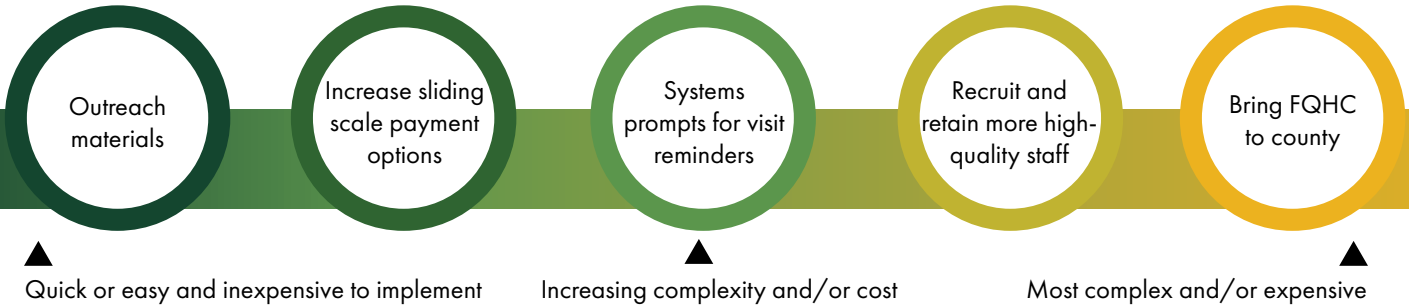 Outreach
materials
Increase sliding
scale payment
options
Systems
prompts for visit
reminders
Recruit and
retain more high-
quality staff
Bring FQHC
to county
Quick or easy and inexpensive to implement
Increasing complexity and/or cost
Most complex and/or expensive